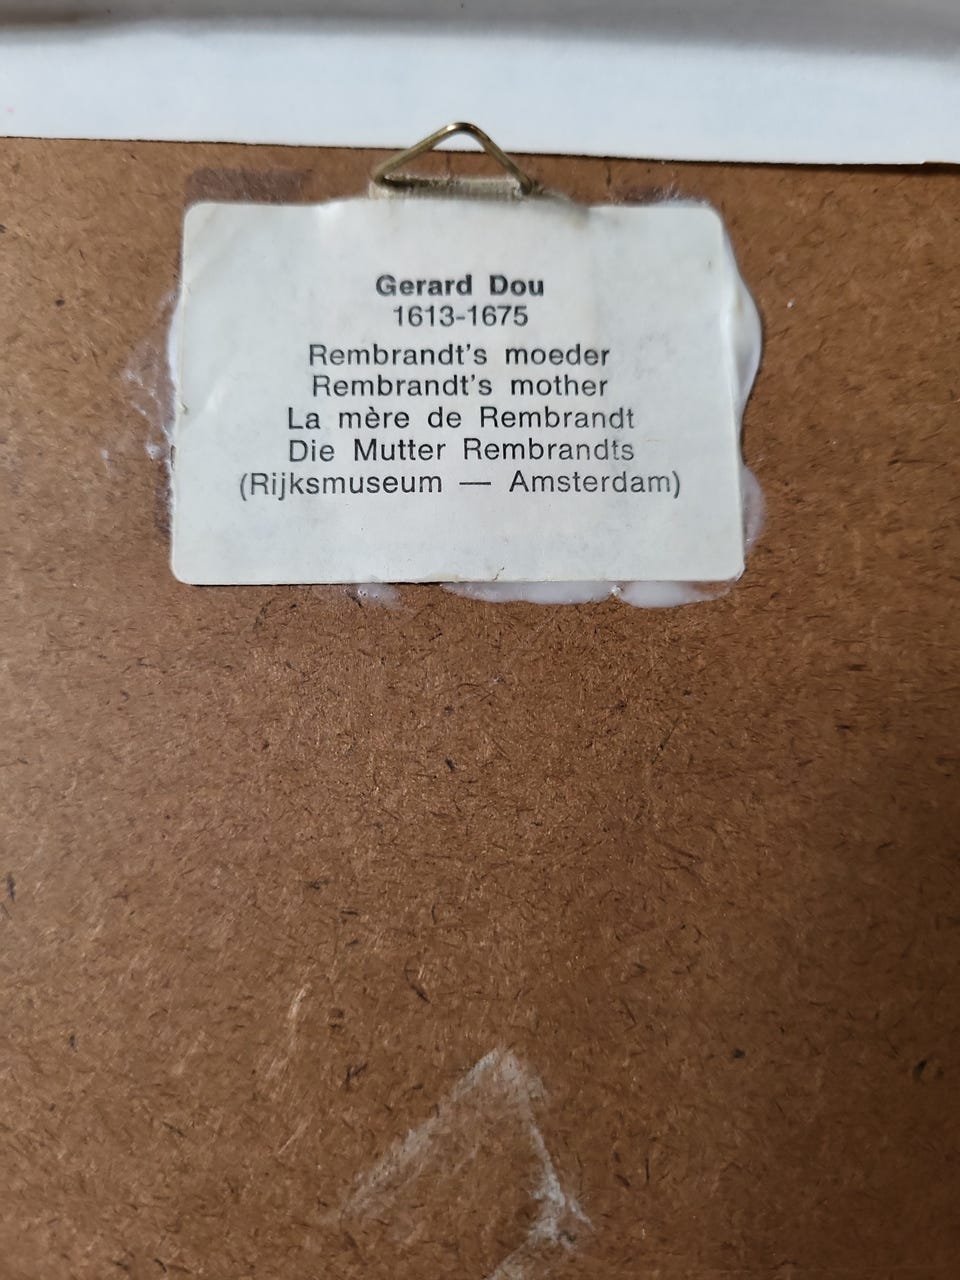 Gerard Dou
1613-1675
Rembrandt's moeder
Rembrandt's mother
La mère de Rembrandt
Die Mutter Rembrandts
(Rijksmuseum — Amsterdam)